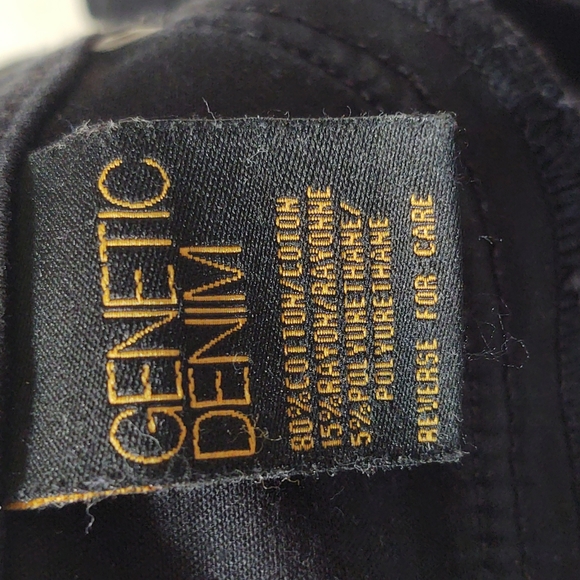 GENETIC
DENIM
80%COTTON/COTON
15%RAYON/RAYONNE
5%POLYURETHANE/
POLYURETHANE
REVERSE FOR CARE